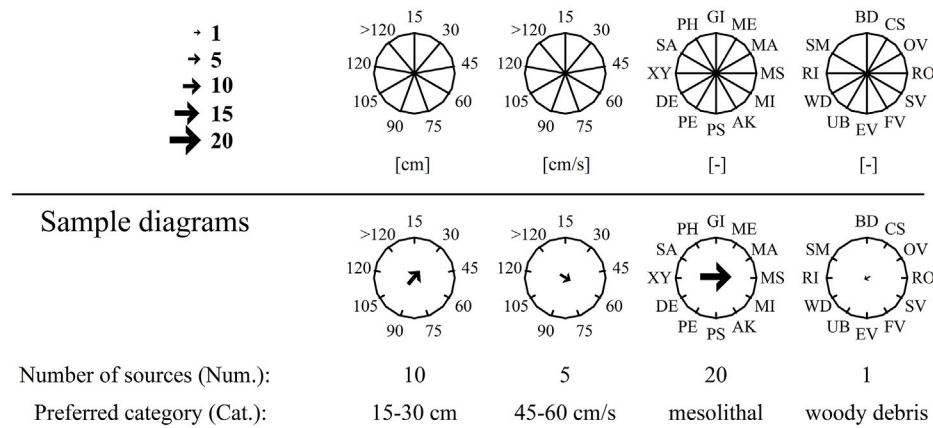 1
5
10
15
20
15
>120 30
120 45
105 60
90 75
[cm]
15
>120 30
120 45
105 60
90 75
[cm/s]
GI
PH ME
SA MA
XY MS
DE MI
PE AK
PS
[-]
BD
CS
SM OV
RI RO
WD SV
UB FV
EV
[-]
Sample diagrams
15
>120 30
120 45
105 60
90 75
15
>120 30
120 45
105 60
90 75
GI
PH ME
SA MA
XY MS
DE MI
PE AK
PS
BD
CS
SM OV
RI RO
WD SV
UB FV
EV
Number of sources (Num.): 10 5 20 1
Preferred category (Cat.): 15-30 cm 45-60 cm/s mesolithal woody debris